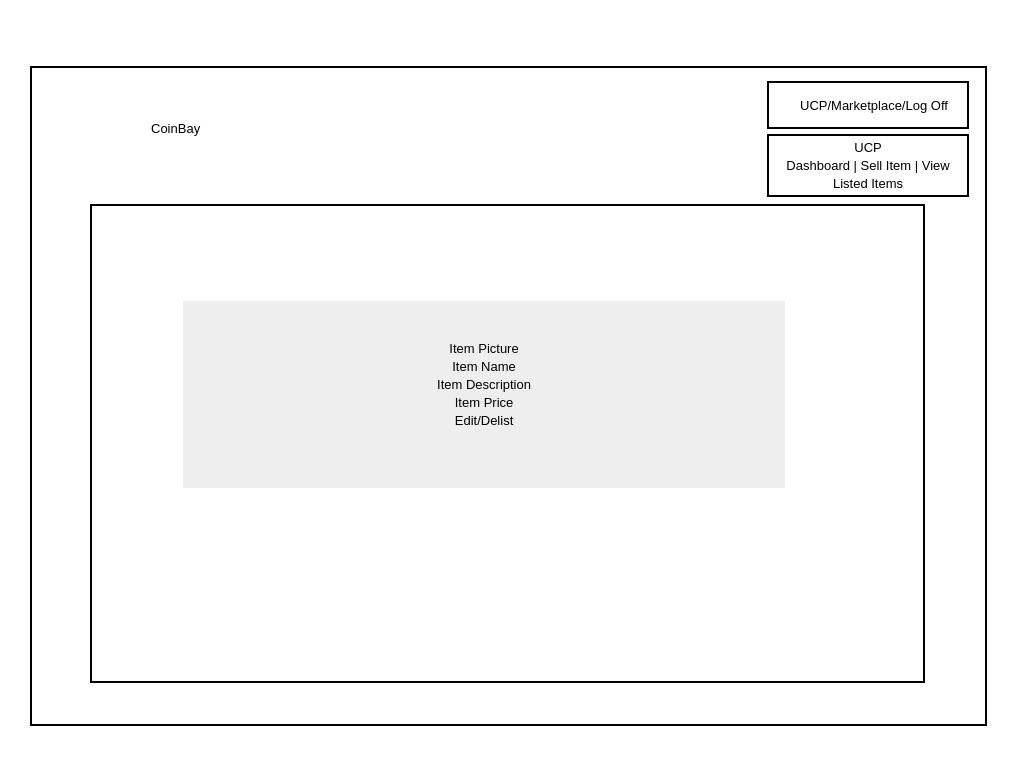 UCP/Marketplace/Log Off
CoinBay
UCP
Dashboard | Sell Item | View
Listed Items
Item Picture
Item Name
Item Description
Item Price
Edit/Delist